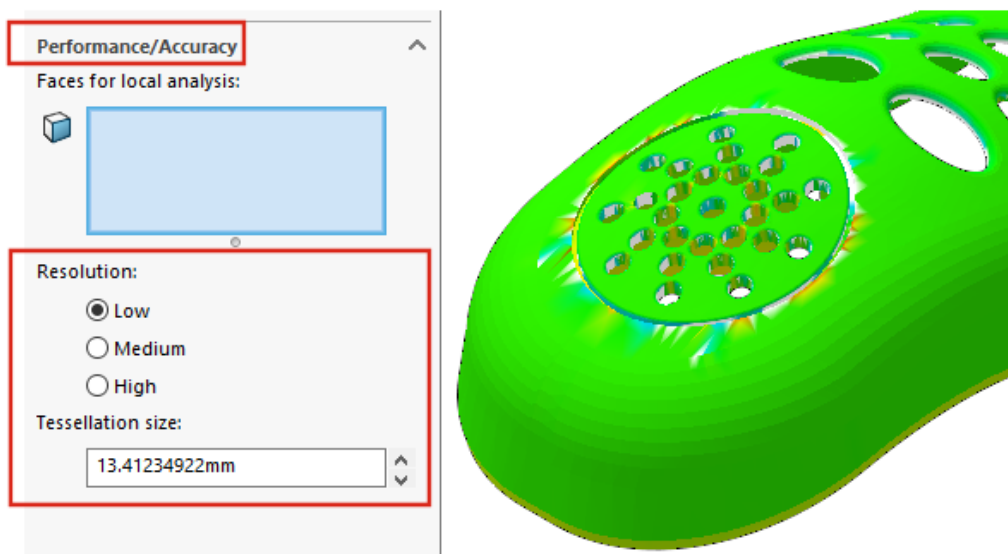 Performance/Accuracy
Faces for local analysis:
Resolution:
Low
Medium
High
Tessellation size:
13.41234922mm